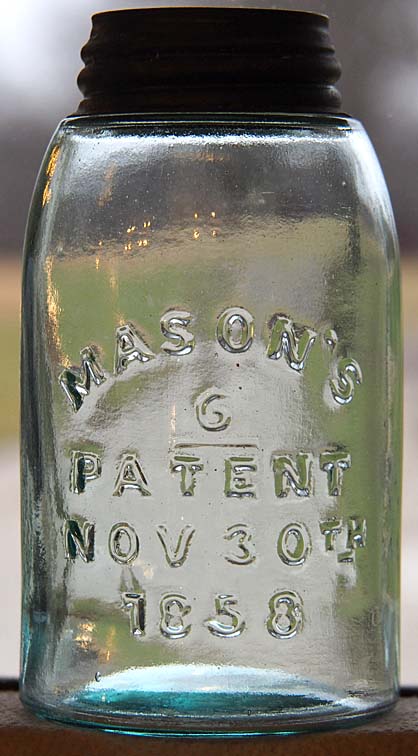 MASON'S
6
PATENT
NOV 30TH
1858